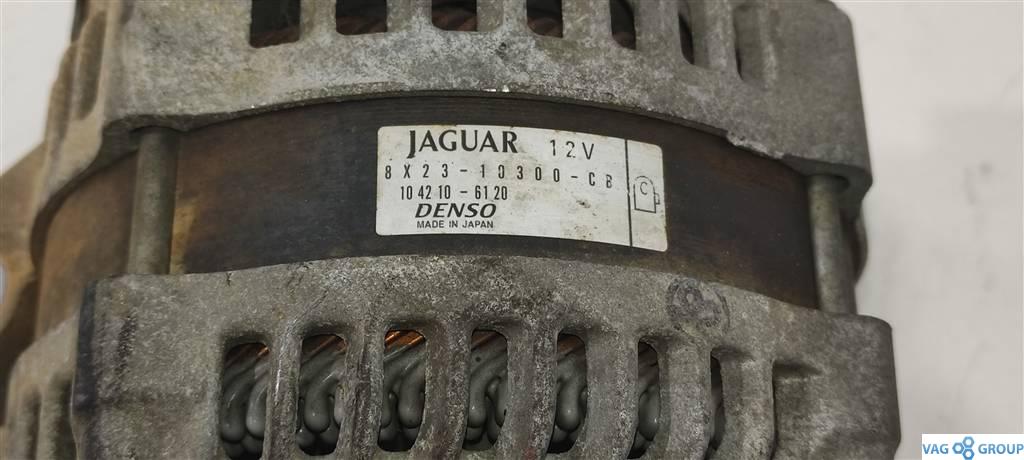 JAGUAR 12V
8X23-10300-CB
104210-6120
C
DENSO
MADE IN JAPAN
VAG GROUP